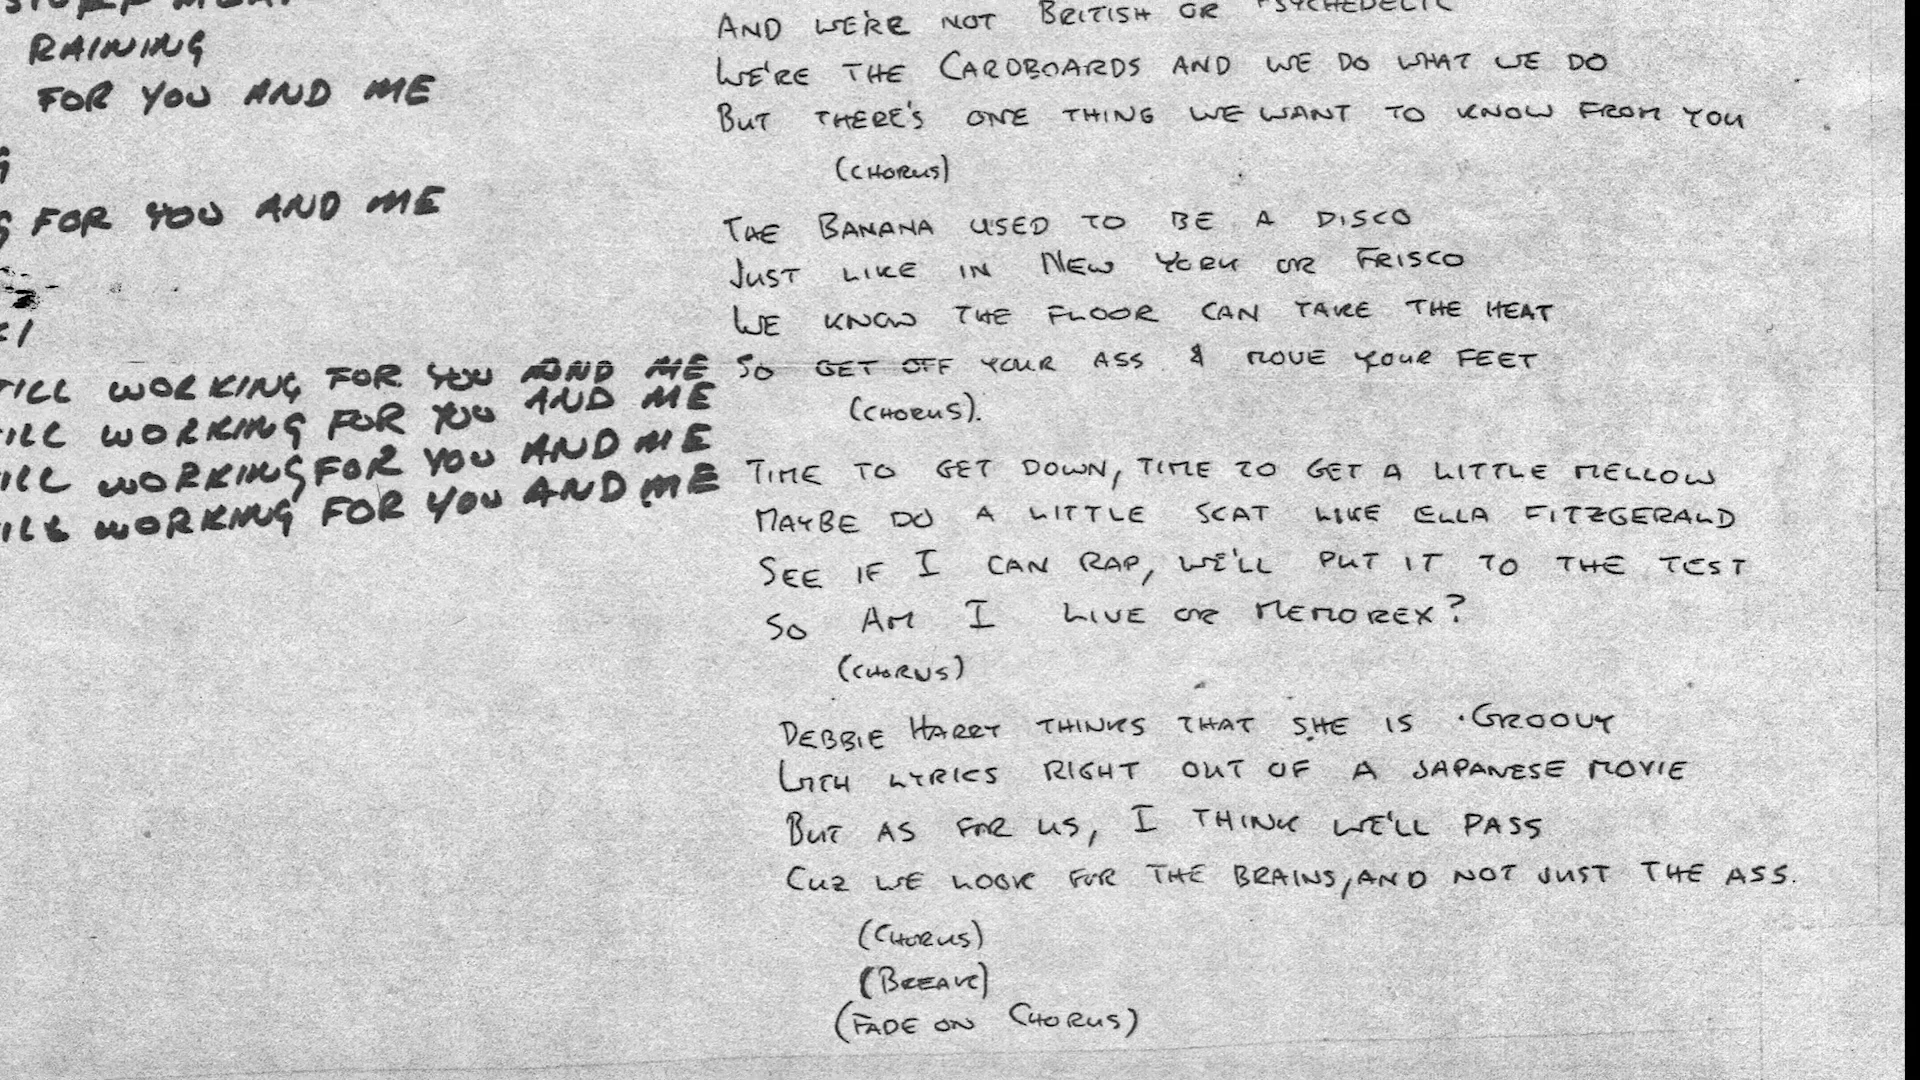 RAINING
FOR YOU AND ME
G
FOR YOU AND ME
WORKING FOR YOU AND ME
WORKING FOR YOU AND ME
WORKING FOR YOU AND ME
WORKING FOR YOU AND ME
AND WE'RE NOT BRITISH OR PSYCHEDELIC
WE'RE THE CARDBOARDS AND WE DO WHAT WE DO
BUT THERE'S ONE THING WE WANT TO KNOW FROM YOU
(CHORUS)
THE BANANA USED TO BE A DISCO
JUST LIKE IN NEW YORK OR FRISCO
WE KNOW THE FLOOR CAN TAKE THE HEAT
SO GET OFF YOUR ASS & MOVE YOUR FEET
(CHORUS).
TIME TO GET DOWN, TIME TO GET A LITTLE MELLOW
MAYBE DO A LITTLE SCAT LIKE ELLA FITZGERALD
SEE IF I CAN RAP, WE'LL PUT IT TO THE TEST
SO AM I LIVE OR MEMOREX?
(CHORUS)
DEBBIE HARRY THINKS THAT SHE IS GROOVY
WITH LYRICS RIGHT OUT OF A JAPANESE MOVIE
BUT AS FOR US, I THINK WE'LL PASS
CUZ WE LOOK FOR THE BRAINS, AND NOT JUST THE ASS.
(CHORUS)
(BREAK)
(FADE ON CHORUS)